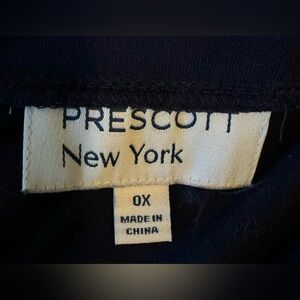 PRESCOTT
New York
0X
MADE IN
CHINA